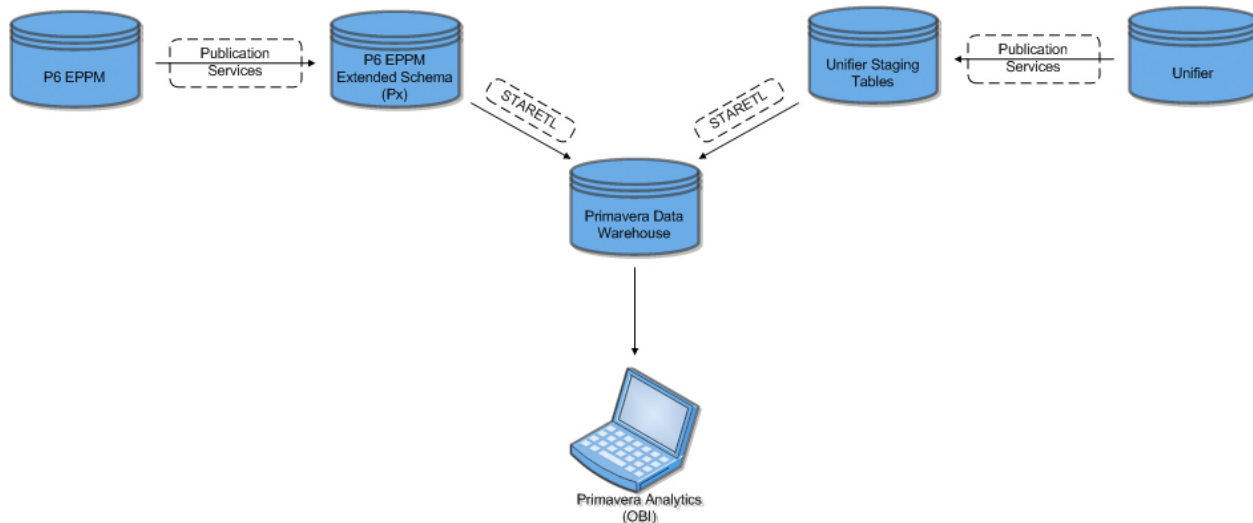 P6 EPPM
Publication
Services
P6 EPPM
Extended Schema
(Px)
Unifier Staging
Tables
Publication
Services
Unifier
STARETL
STARETL
Primavera Data
Warehouse
Primavera Analytics
(OBI)